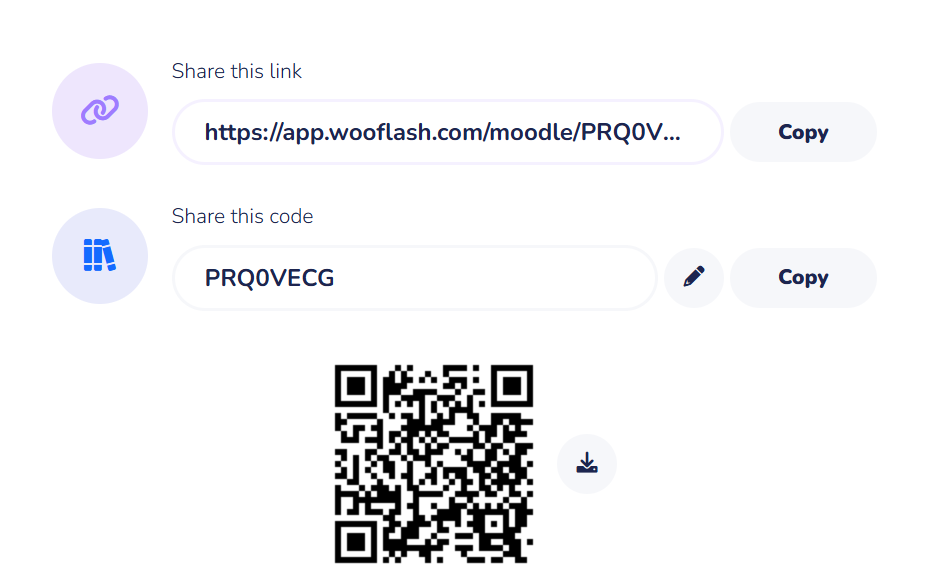 Share this link
https://app.wooflash.com/moodle/PRQ0V...
Copy
Share this code
PRQ0VECG
Copy